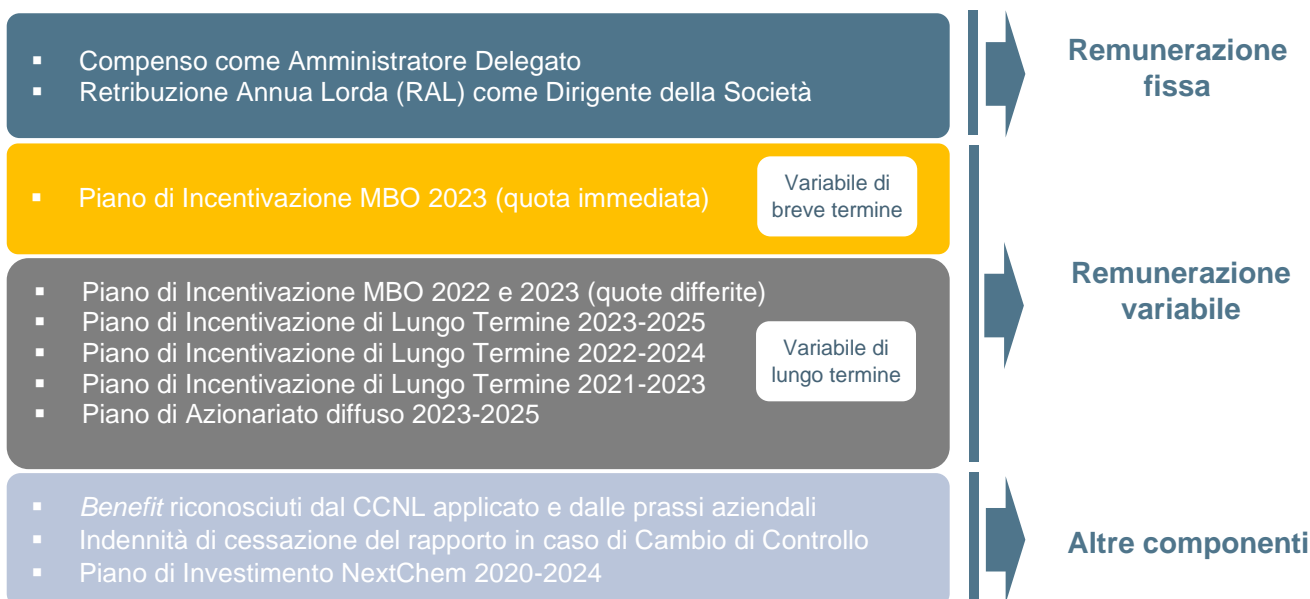 ▪ Compenso come Amministratore Delegato
▪ Retribuzione Annua Lorda (RAL) come Dirigente della Società
Remunerazione
fissa
▪ Piano di Incentivazione MBO 2023 (quota immediata)
Variabile di
breve termine
▪ Piano di Incentivazione MBO 2022 e 2023 (quote differite)
▪ Piano di Incentivazione di Lungo Termine 2023-2025
▪ Piano di Incentivazione di Lungo Termine 2022-2024
▪ Piano di Incentivazione di Lungo Termine 2021-2023
▪ Piano di Azionariato diffuso 2023-2025
Variabile di
lungo termine
Remunerazione
variabile
▪ Benefit riconosciuti dal CCNL applicato e dalle prassi aziendali
▪ Indennità di cessazione del rapporto in caso di Cambio di Controllo
▪ Piano di Investimento NextChem 2020-2024
Altre componenti